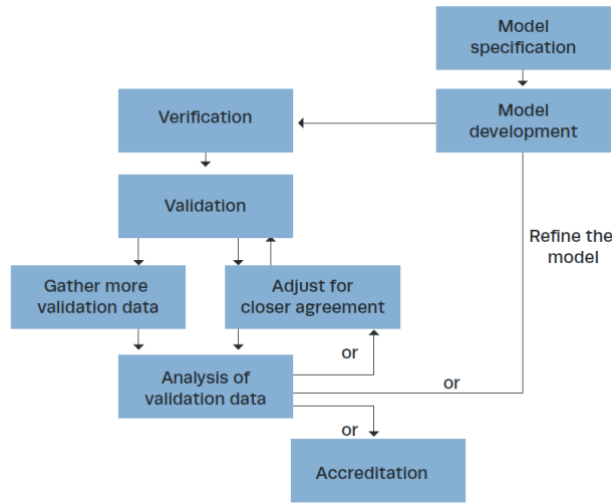 Model
specification
Verification
Model
development
Validation
Refine the
model
Gather more
validation data
Adjust for
closer agreement
or
Analysis of
validation data
or
or
Accreditation